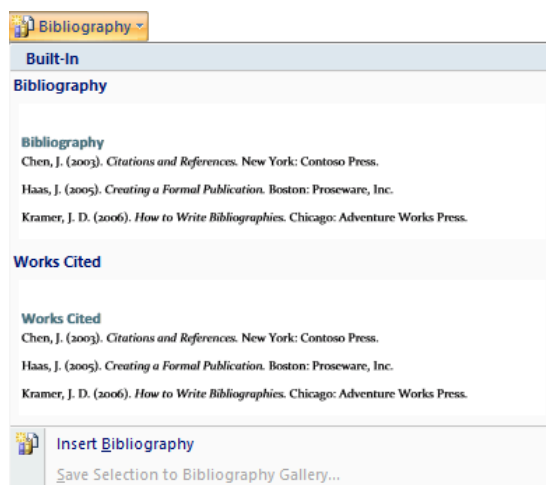 Bibliography
Built-In
Bibliography
Bibliography
Chen, J. (2003). Citations and References. New York: Contoso Press.
Haas, J. (2005). Creating a Formal Publication. Boston: Proseware, Inc.
Kramer, J. D. (2006). How to Write Bibliographies. Chicago: Adventure Works Press.
Works Cited
Works Cited
Chen, J. (2003). Citations and References. New York: Contoso Press.
Haas, J. (2005). Creating a Formal Publication. Boston: Proseware, Inc.
Kramer, J. D. (2006). How to Write Bibliographies. Chicago: Adventure Works Press.
Insert Bibliography
Save Selection to Bibliography Gallery...